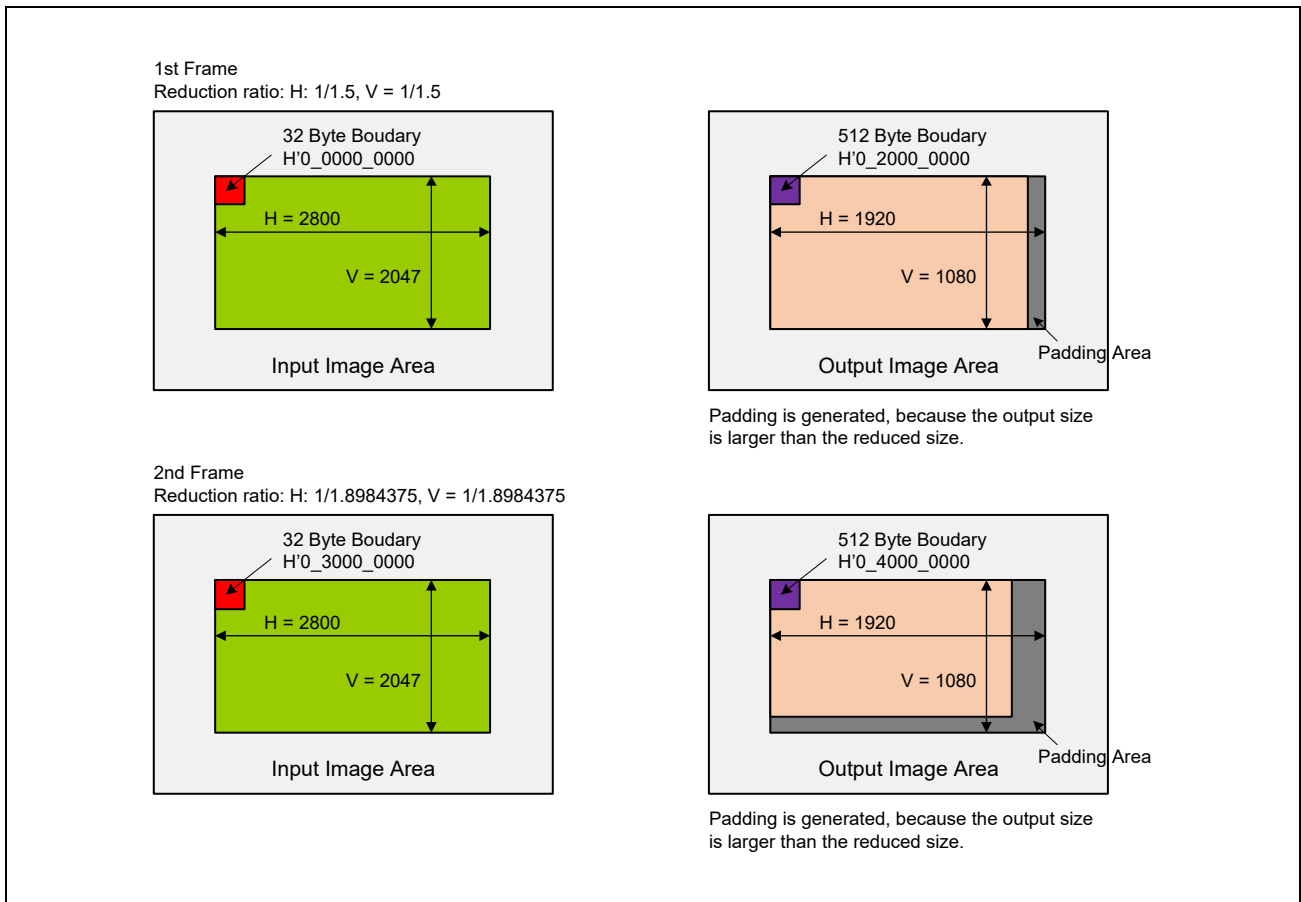 1st Frame
Reduction ratio: H: 1/1.5, V = 1/1.5
32 Byte Boudary
H’0_0000_0000
H = 2800
V = 2047
Input Image Area
512 Byte Boundary
H’0_2000_0000
H = 1920
V = 1080
Padding Area
Output Image Area
Padding is generated, because the output size
is larger than the reduced size.
2nd Frame
Reduction ratio: H: 1/1.8984375, V = 1/1.8984375
32 Byte Boudary
H’0_3000_0000
H = 2800
V = 2047
Input Image Area
512 Byte Boundary
H’0_4000_0000
H = 1920
V = 1080
Padding Area
Output Image Area
Padding is generated, because the output size
is larger than the reduced size.